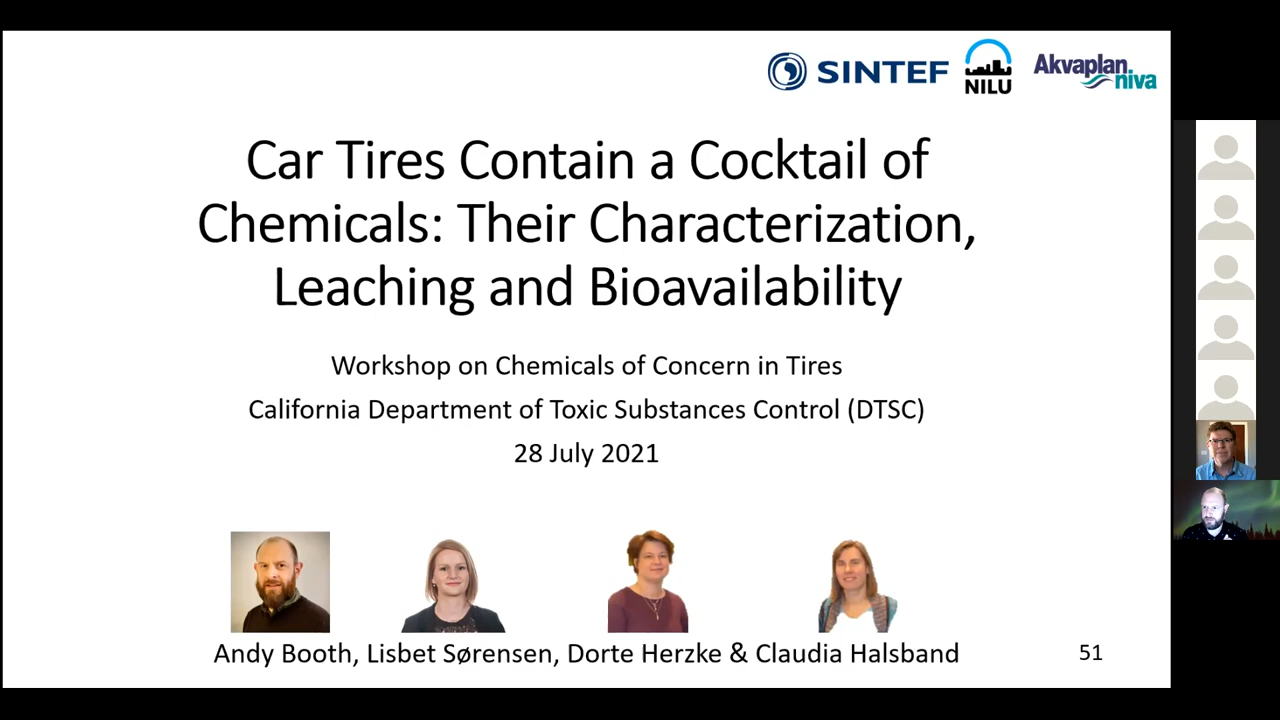 SINTEF
NILU
Akvaplan
niva
Car Tires Contain a Cocktail of
Chemicals: Their Characterization,
Leaching and Bioavailability
Workshop on Chemicals of Concern in Tires
California Department of Toxic Substances Control (DTSC)
28 July 2021
Andy Booth, Lisbet Sørensen, Dorte Herzke & Claudia Halsband
51